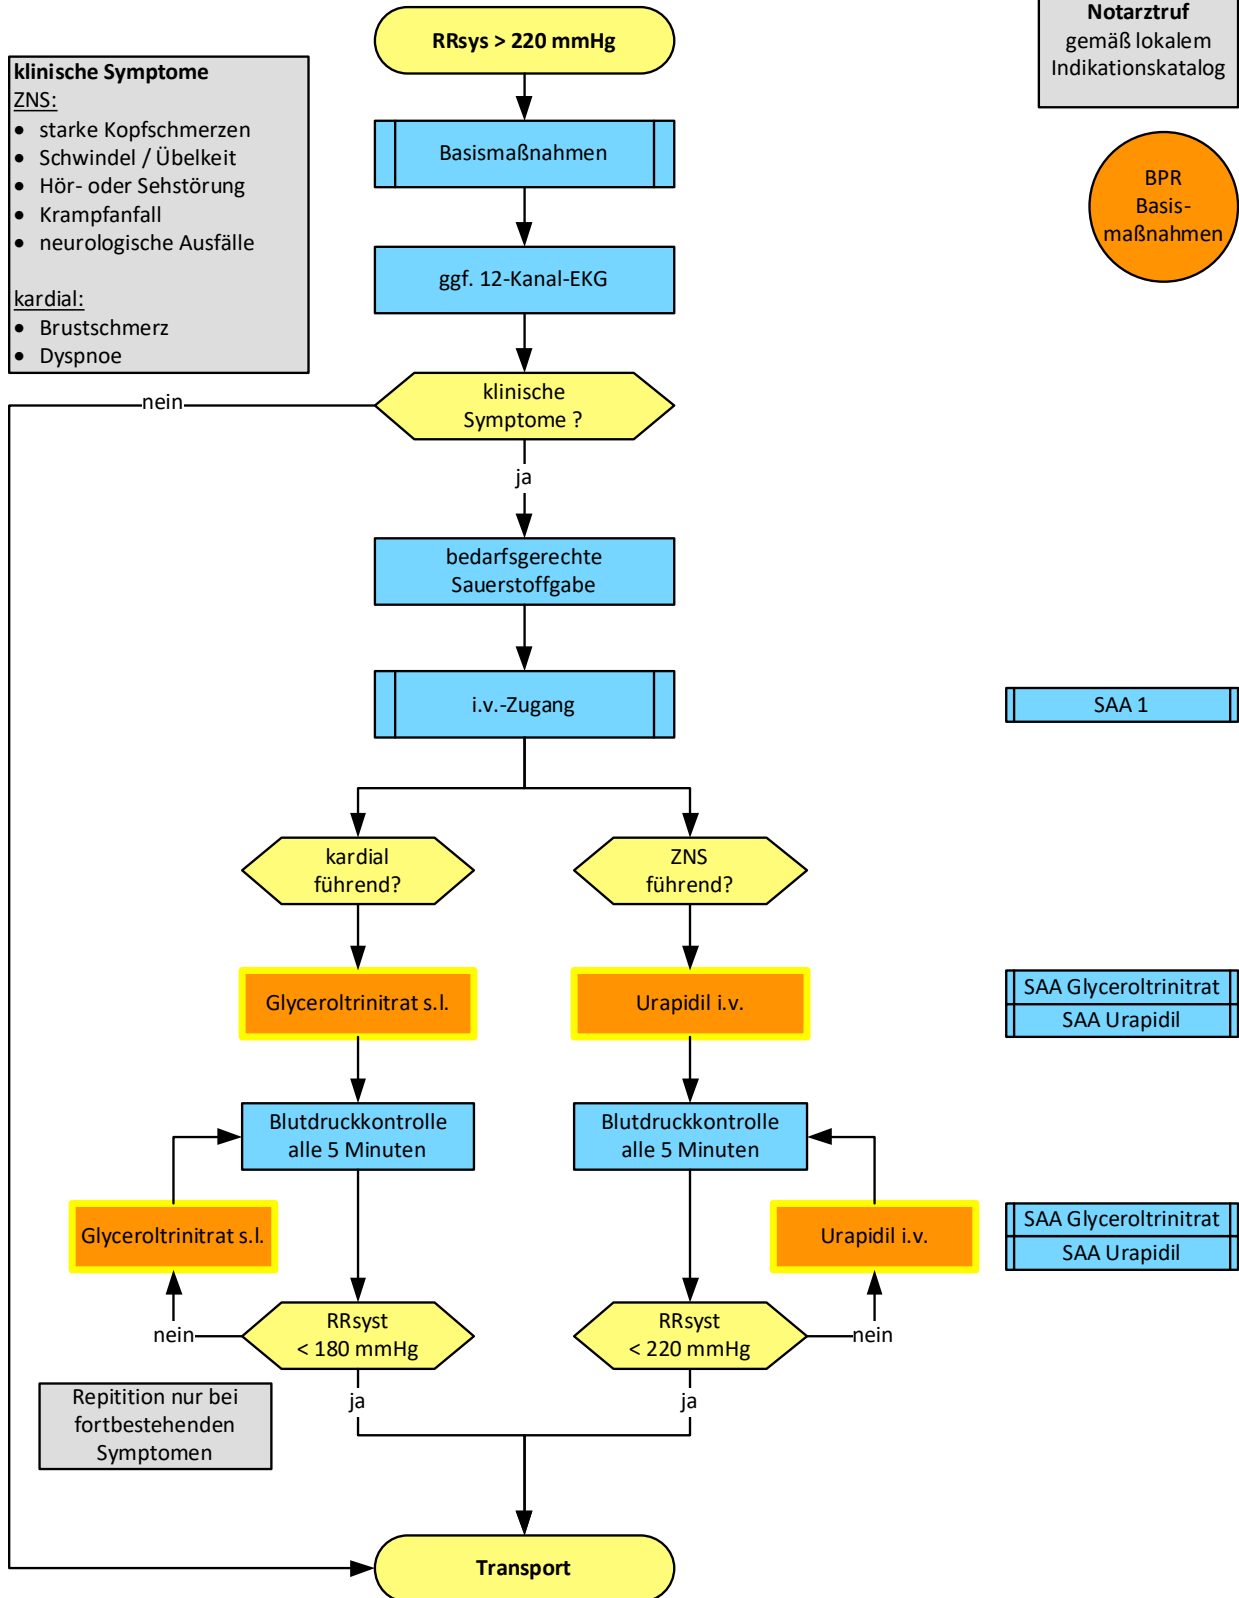 RRsys > 220 mmHg
Notarztruf
gemäß lokalem
Indikationskatalog
klinische Symptome
ZNS:
• starke Kopfschmerzen
• Schwindel / Übelkeit
• Hör- oder Sehstörung
• Krampfanfall
• neurologische Ausfälle
kardial:
• Brustschmerz
• Dyspnoe
Basismaßnahmen
BPR
Basis-
maßnahmen
ggf. 12-Kanal-EKG
klinische
Symptome ?
nein
ja
bedarfsgerechte
Sauerstoffgabe
i.v.-Zugang
SAA 1
kardial
führend?
ZNS
führend?
Glyceroltrinitrat s.l.
Urapidil i.v.
SAA Glyceroltrinitrat
SAA Urapidil
Blutdruckkontrolle
alle 5 Minuten
Blutdruckkontrolle
alle 5 Minuten
Glyceroltrinitrat s.l.
Urapidil i.v.
SAA Glyceroltrinitrat
SAA Urapidil
nein
RRsyst
< 180 mmHg
RRsyst
< 220 mmHg
nein
Repitition nur bei
fortbestehenden
Symptomen
ja
ja
Transport